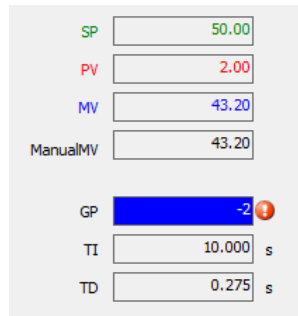 SP 50.00
PV 2.00
MV 43.20
ManualMV 43.20
GP -2
TI 10.000 s
TD 0.275 s